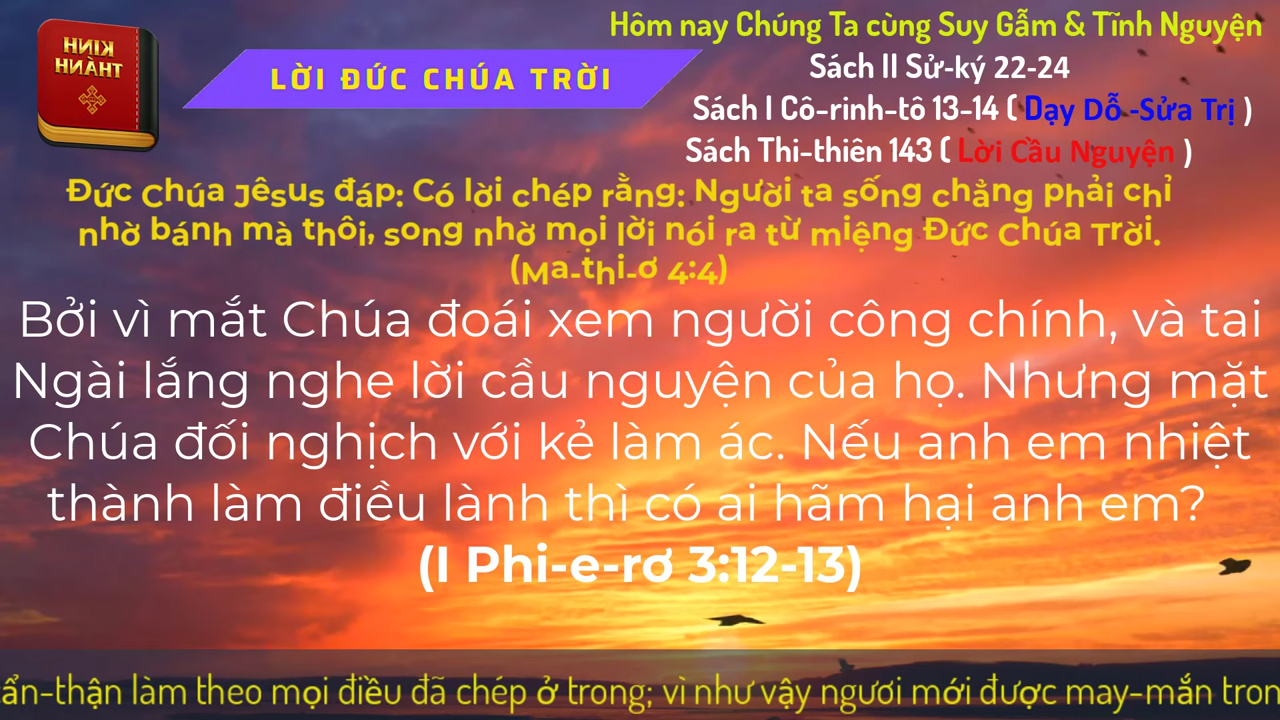 KINH
THÁNH
LỜI ĐỨC CHÚA TRỜI
Hôm nay Chúng Ta cùng Suy Gẫm & Tĩnh Nguyện
Sách II Sử-ký 22-24
Sách I Cô-rinh-tô 13-14 ( Dạy Dỗ -Sửa Trị )
Sách Thi-thiên 143 ( Lời Cầu Nguyện )
Đức Chúa Jêsus đáp: Có lời chép rằng: Người ta sống chẳng phải chỉ
nhờ bánh mà thôi, song nhờ mọi lời nói ra từ miệng Đức Chúa Trời.
(Ma-thi-ơ 4:4)
Bởi vì mắt Chúa đoái xem người công chính, và tai
Ngài lắng nghe lời cầu nguyện của họ. Nhưng mặt
Chúa đối nghịch với kẻ làm ác. Nếu anh em nhiệt
thành làm điều lành thì có ai hãm hại anh em?
(I Phi-e-rơ 3:12-13)
ẩn-thận làm theo mọi điều đã chép ở trong; vì như vậy ngươi mới được may-mắn tron